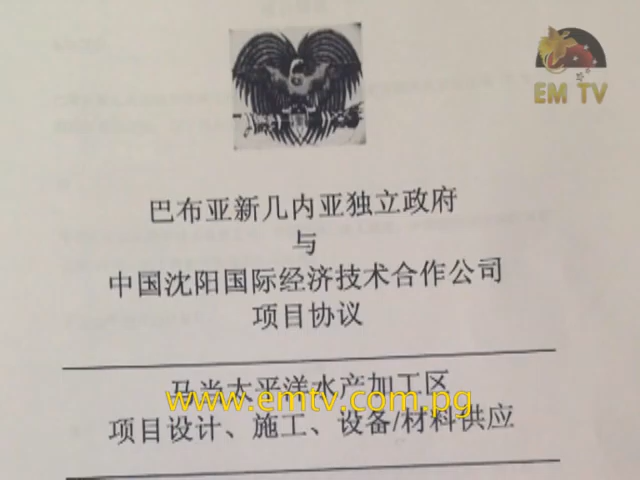 EM TV
巴布亚新几内亚独立政府
与
中国沈阳国际经济技术合作公司
项目协议
马当太平洋水产加工区
www.emtv.com.pg
项目设计、施工、设备/材料供应